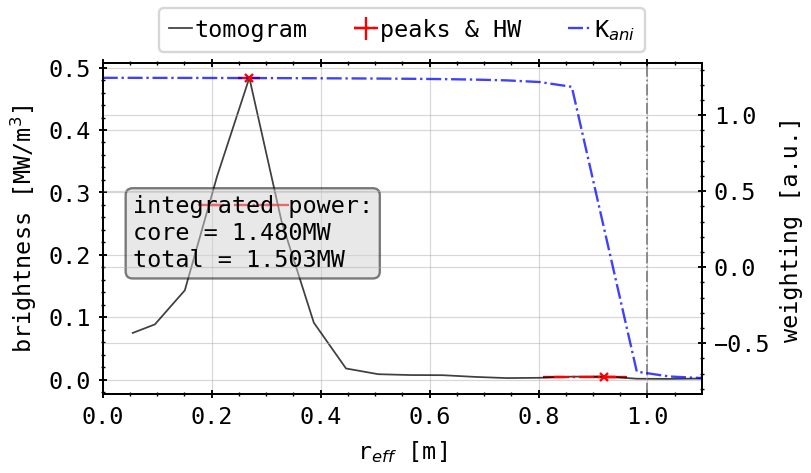 tomogram peaks & HW K_ani
brightness [MW/m³]
0.5
0.4
0.3
0.2
0.1
0.0
integrated power:
core = 1.480MW
total = 1.503MW
1.0
0.5
0.0
−0.5
weighting [a.u.]
0.0 0.2 0.4 0.6 0.8 1.0
r_eff [m]